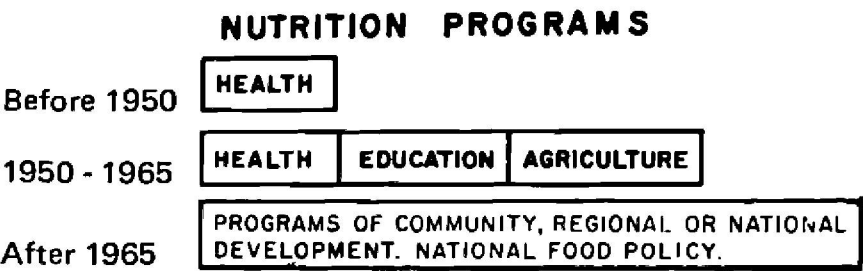 NUTRITION PROGRAMS
Before 1950 HEALTH
1950 - 1965 HEALTH EDUCATION AGRICULTURE
PROGRAMS OF COMMUNITY, REGIONAL OR NATIONAL
After 1965 DEVELOPMENT. NATIONAL FOOD POLICY.